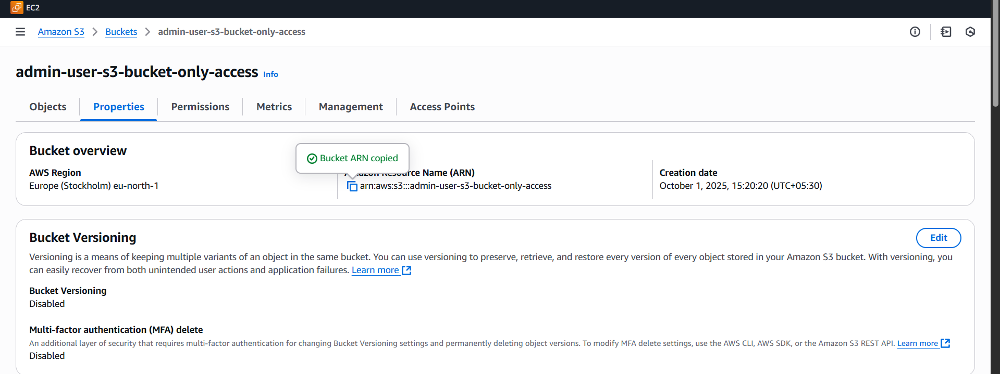 EC2
Amazon S3 > Buckets > admin-user-s3-bucket-only-access
admin-user-s3-bucket-only-access Info
Objects Properties Permissions Metrics Management Access Points
Bucket overview
Bucket ARN copied
AWS Region
Europe (Stockholm) eu-north-1
Resource Name (ARN)
arn:aws:s3:::admin-user-s3-bucket-only-access
Creation date
October 1, 2025, 15:20:20 (UTC+05:30)
Bucket Versioning
Edit
Versioning is a means of keeping multiple variants of an object in the same bucket. You can use versioning to preserve, retrieve, and restore every version of every object stored in your Amazon S3 bucket. With versioning, you
can easily recover from both unintended user actions and application failures. Learn more
Bucket Versioning
Disabled
Multi-factor authentication (MFA) delete
An additional layer of security that requires multi-factor authentication for changing Bucket Versioning settings and permanently deleting object versions. To modify MFA delete settings, use the AWS CLI, AWS SDK, or the Amazon S3 REST API. Learn more
Disabled